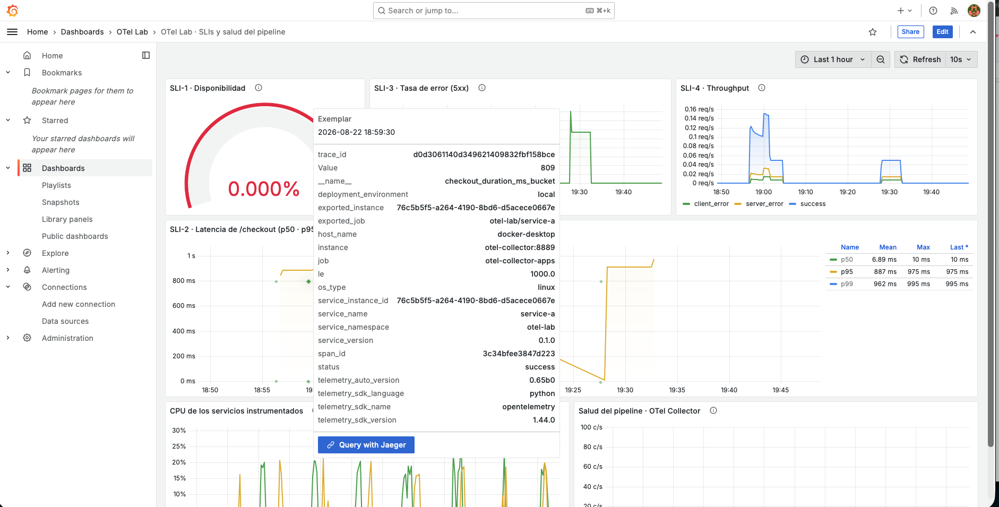 Search or jump to...
⌘+k
Home › Dashboards › OTel Lab › OTel Lab · SLIs y salud del pipeline
Share
Edit
Home
Bookmarks
Bookmark pages for them to
appear here
Starred
Your starred dashboards will
appear here
Dashboards
Playlists
Snapshots
Library panels
Public dashboards
Explore
Alerting
Connections
Add new connection
Data sources
Administration
Last 1 hour
Refresh
10s
SLI-1 · Disponibilidad
0.000%
SLI-3 · Tasa de error (5xx)
19:30
19:40
SLI-4 · Throughput
0.16 req/s
0.14 req/s
0.12 req/s
0.1 req/s
0.08 req/s
0.06 req/s
0.04 req/s
0.02 req/s
0 req/s
18:50
19:00
19:10
19:20
19:30
19:40
client_error
server_error
success
Exemplar
2026-08-22 18:59:30
trace_id d0d3061140d349621409832fbf158bce
Value 809
__name__ checkout_duration_ms_bucket
deployment_environment local
exported_instance 76c5b5f5-a264-4190-8bd6-d5acece0667e
exported_job otel-lab/service-a
host_name docker-desktop
instance otel-collector:8889
job otel-collector-apps
le 1000.0
os_type linux
service_instance_id 76c5b5f5-a264-4190-8bd6-d5acece0667e
service_name service-a
service_namespace otel-lab
service_version 0.1.0
span_id 3c34bfee3847d223
status success
telemetry_auto_version 0.65b0
telemetry_sdk_language python
telemetry_sdk_name opentelemetry
telemetry_sdk_version 1.44.0
Query with Jaeger
SLI-2 · Latencia de /checkout (p50 · p95
1 s
800 ms
600 ms
400 ms
200 ms
0 ms
18:50
18:55
19:25
19:30
19:35
19:40
19:45
Name Mean Max Last *
p50 6.89 ms 10 ms 10 ms
p95 887 ms 975 ms 975 ms
p99 962 ms 995 ms 995 ms
CPU de los servicios instrumentados
30%
25%
20%
15%
10%
Salud del pipeline · OTel Collector
100 c/s
80 c/s
60 c/s
40 c/s
20 c/s